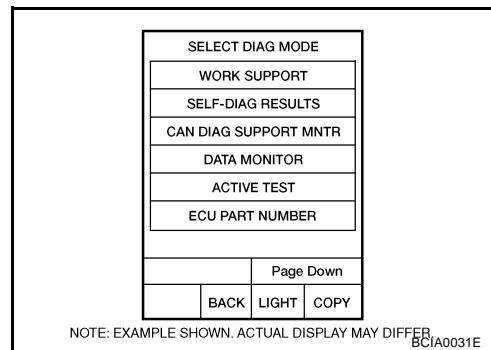 SELECT DIAG MODE
WORK SUPPORT
SELF-DIAG RESULTS
CAN DIAG SUPPORT MNTR
DATA MONITOR
ACTIVE TEST
ECU PART NUMBER
Page Down
BACK LIGHT COPY
NOTE: EXAMPLE SHOWN. ACTUAL DISPLAY MAY DIFFER.
BCIA0031E